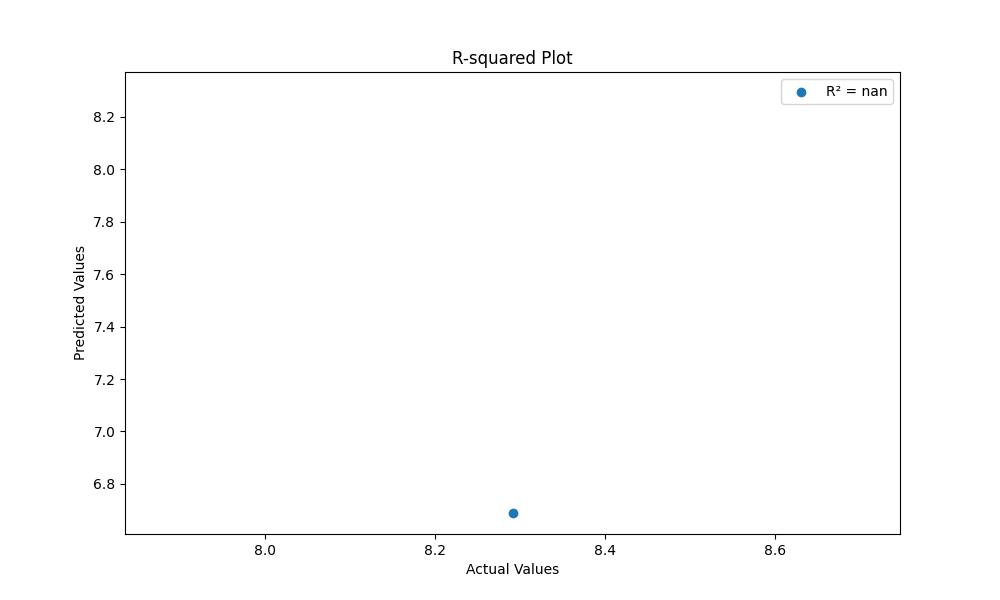 R-squared Plot
R² = nan
8.2
8.0
7.8
7.6
7.4
7.2
7.0
6.8
Predicted Values
8.0 8.2 8.4 8.6
Actual Values